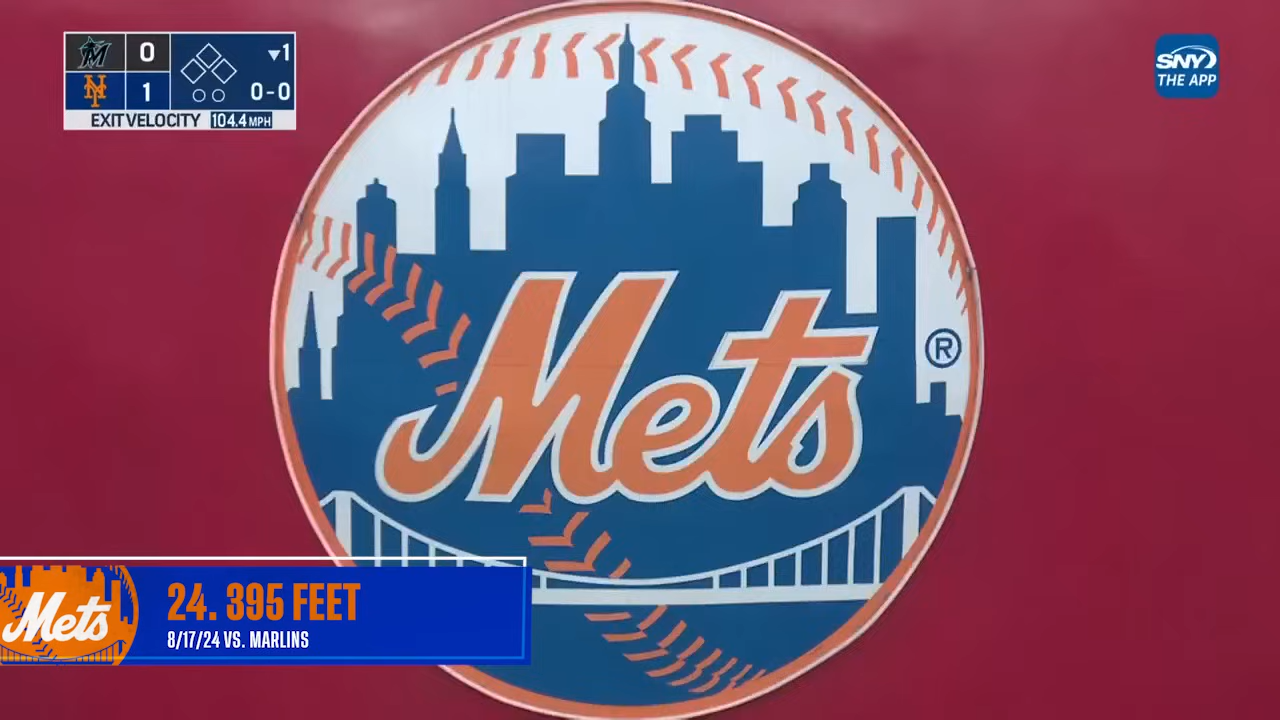 M
0
▼1
NY
1
0-0
EXIT VELOCITY 104.4 MPH
SNY
THE APP
Mets
®
Mets
24. 395 FEET
8/17/24 VS. MARLINS